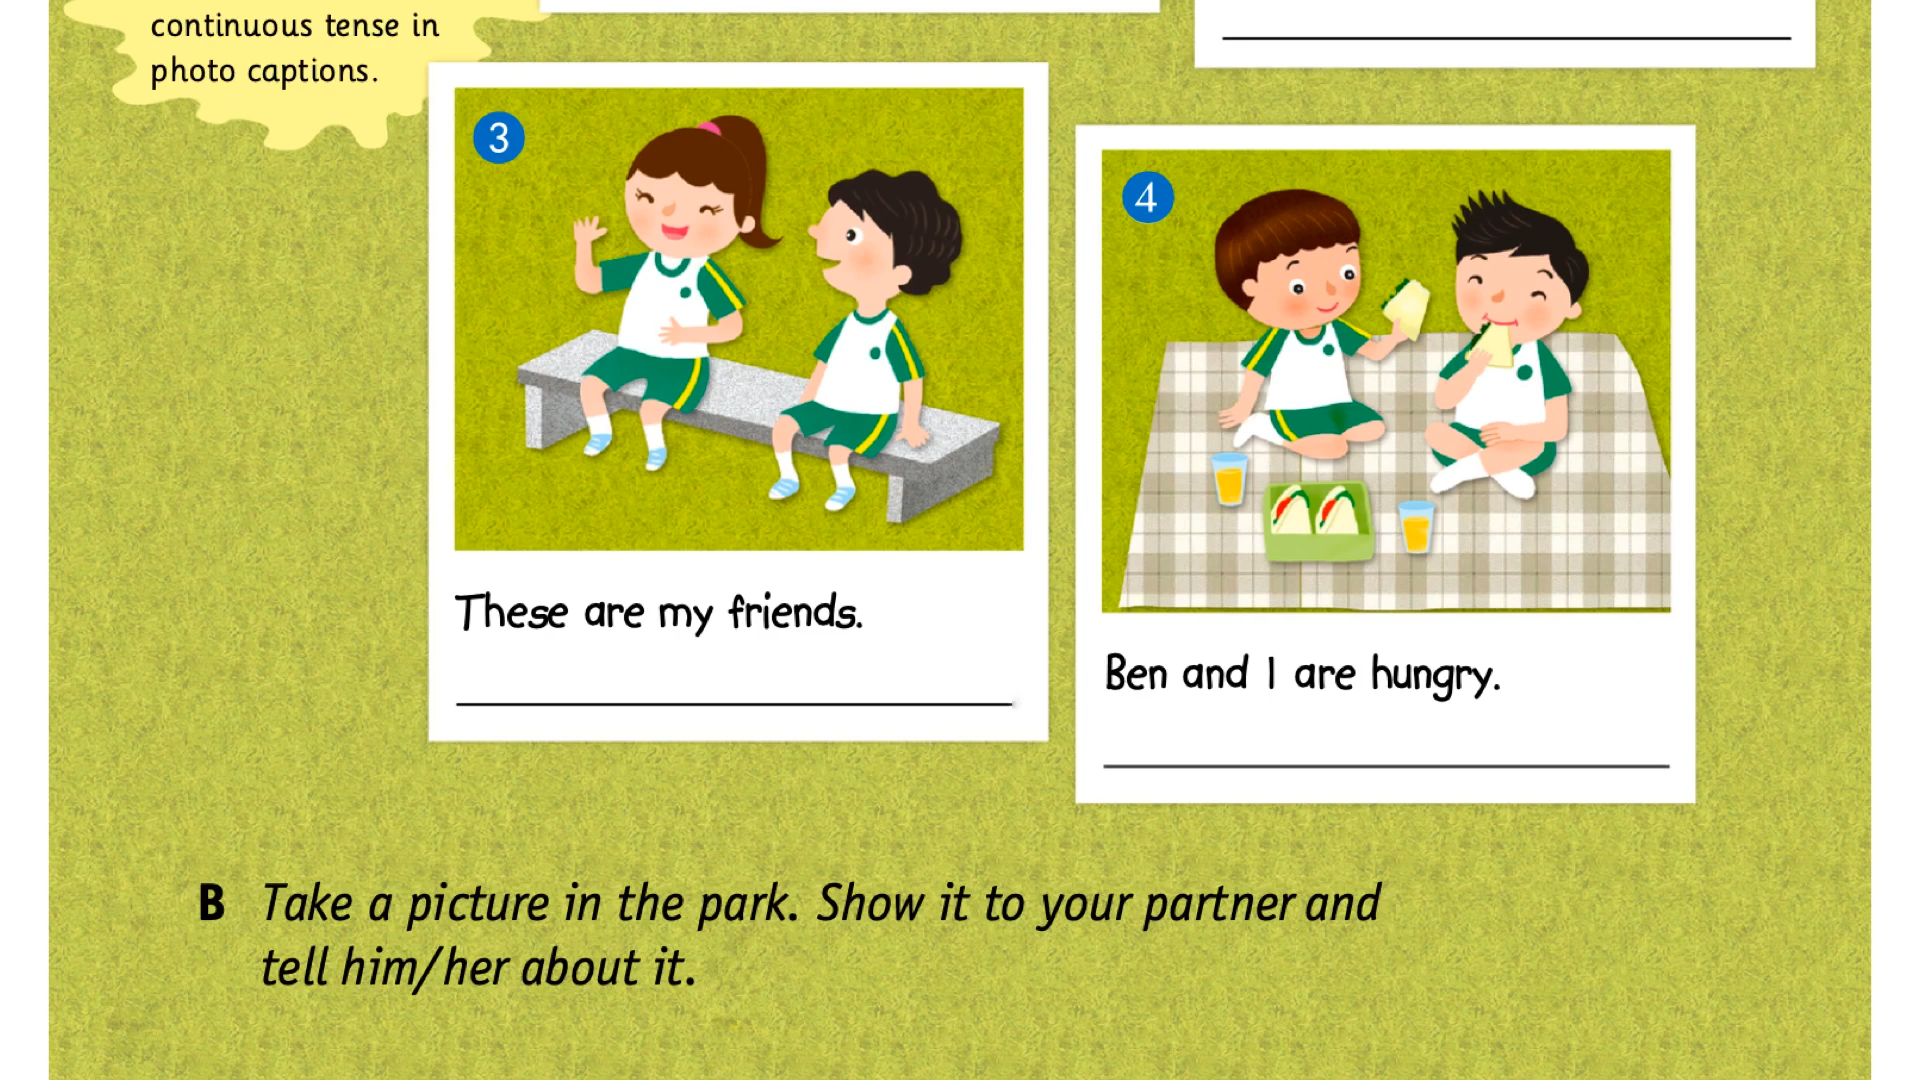 continuous tense in
photo captions.
3
These are my friends.
4
Ben and I are hungry.
B Take a picture in the park. Show it to your partner and
tell him/her about it.